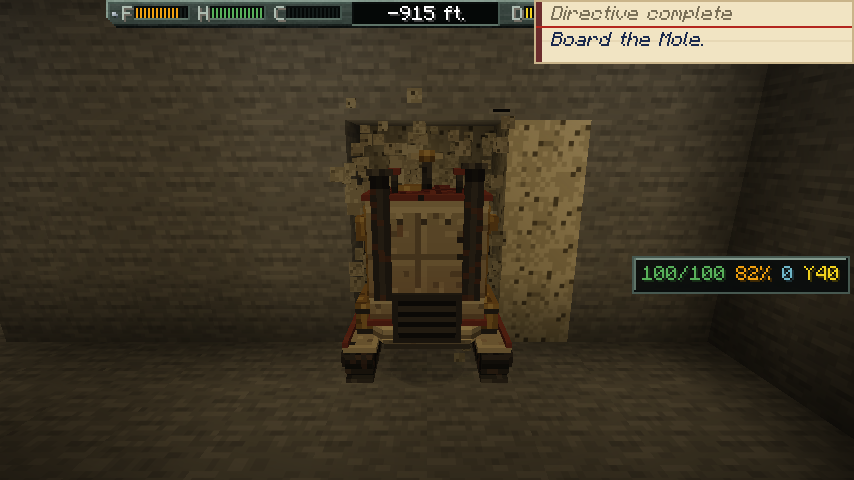 F H C -915 ft. D
Directive complete
Board the Mole.
100/100 82% 0 Y40